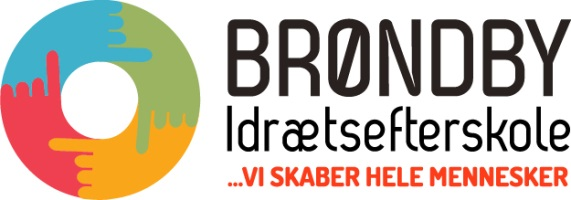 BRØNDBY
Idrætsefterskole
...VI SKABER HELE MENNESKER